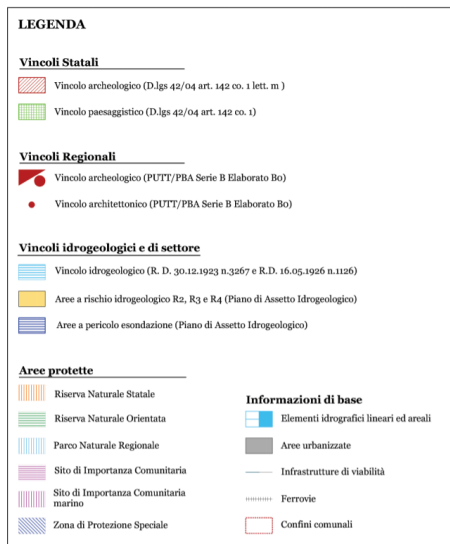 LEGENDA
Vincoli Statali
Vincolo archeologico (D.lgs 42/04 art. 142 co. 1 lett. m )
Vincolo paesaggistico (D.lgs 42/04 art. 142 co. 1)
Vincoli Regionali
Vincolo archeologico (PUTT/PBA Serie B Elaborato B0)
Vincolo architettonico (PUTT/PBA Serie B Elaborato B0)
Vincoli idrogeologici e di settore
Vincolo idrogeologico (R. D. 30.12.1923 n.3267 e R.D. 16.05.1926 n.1126)
Aree a rischio idrogeologico R2, R3 e R4 (Piano di Assetto Idrogeologico)
Aree a pericolo esondazione (Piano di Assetto Idrogeologico)
Aree protette
Riserva Naturale Statale
Riserva Naturale Orientata
Parco Naturale Regionale
Sito di Importanza Comunitaria
Sito di Importanza Comunitaria
marino
Zona di Protezione Speciale
Informazioni di base
Elementi idrografici lineari ed areali
Aree urbanizzate
Infrastrutture di viabilità
Ferrovie
Confini comunali